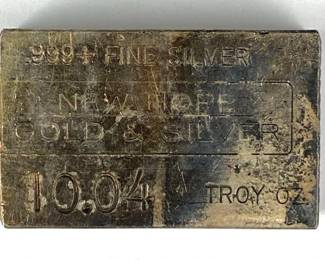 .999+ FINE SILVER
NEW HOPE
GOLD & SILVER
10.04 TROY OZ